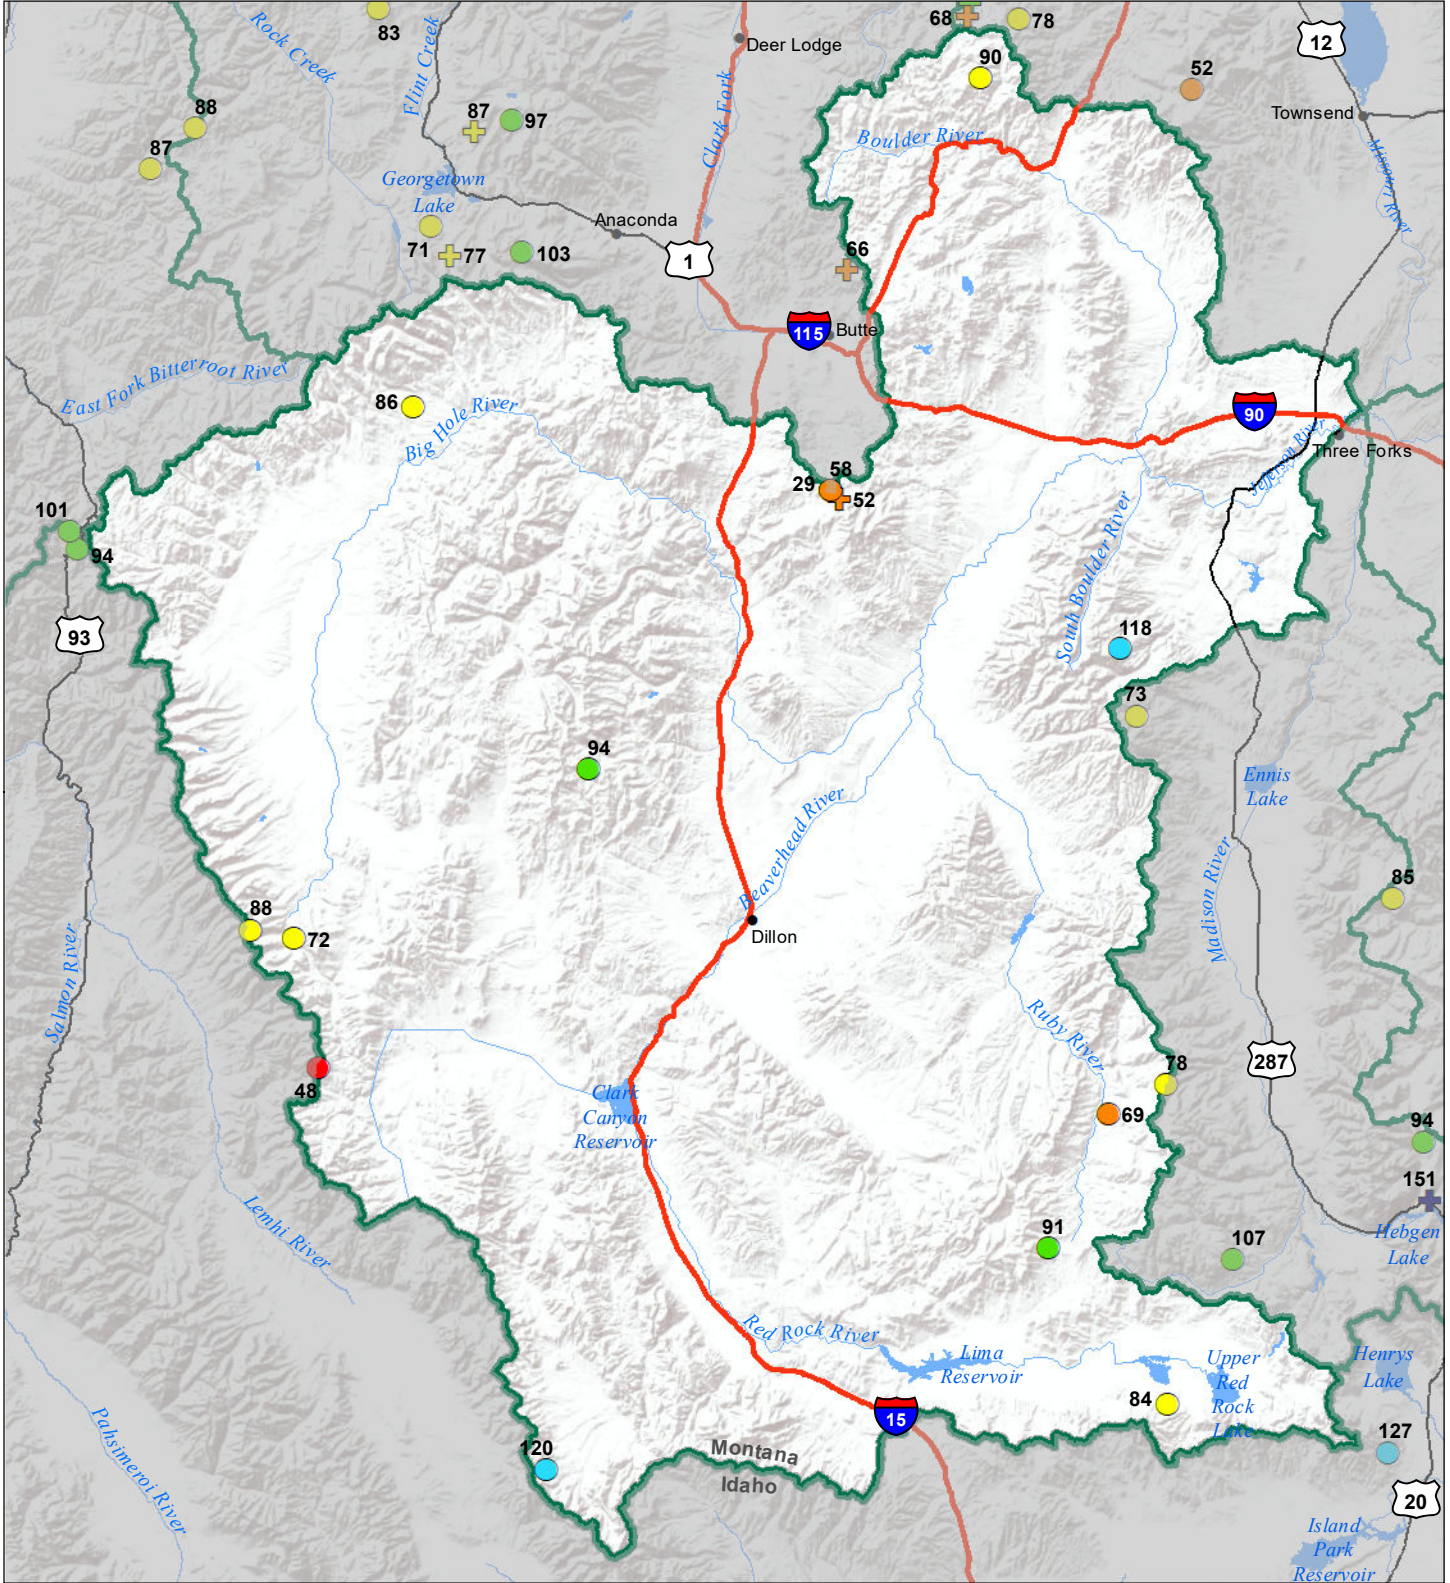 83
Rock Creek
Flint Creek
Deer Lodge
68
78
12
90
52
88
87
97
Clark Fork
Townsend
87
Boulder River
Missouri River
Georgetown
Lake
Anaconda
71
77
103
1
66
115
Butte
East Fork Bitterroot River
86
Big Hole River
90
Jefferson River
Three Forks
58
29
52
101
94
South Boulder River
93
118
73
94
Ennis
Lake
Beaverhead River
Madison River
85
88
72
Dillon
Salmon River
Ruby River
48
78
287
Clark
Canyan
Reservoir
69
94
151
Lemhi River
91
107
Hebgen
Lake
Red Rock River
Lima
Reservoir
Upper
Red
Rock
Lake
Henrys
Lake
84
15
Pahsimeroi River
120
Montana
Idaho
127
20
Island
Park
Reservoir